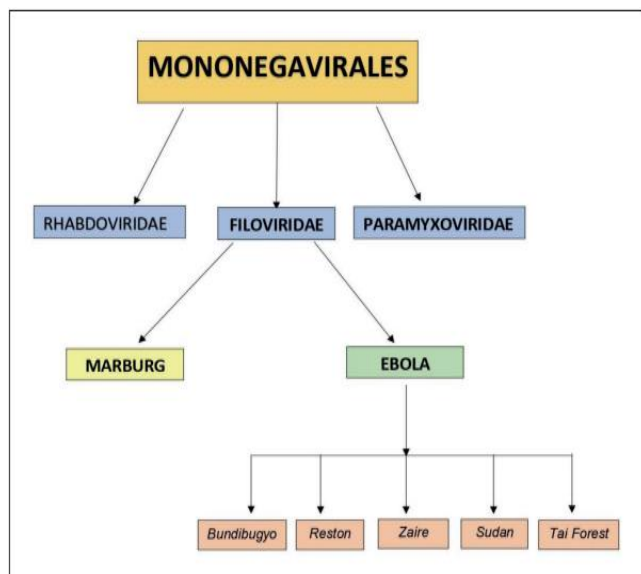 MONONEGAVIRALES
RHABDOVIRIDAE
FILOVIRIDAE
PARAMYXOVIRIDAE
MARBURG
EBOLA
Bundibugyo
Reston
Zaire
Sudan
Tai Forest